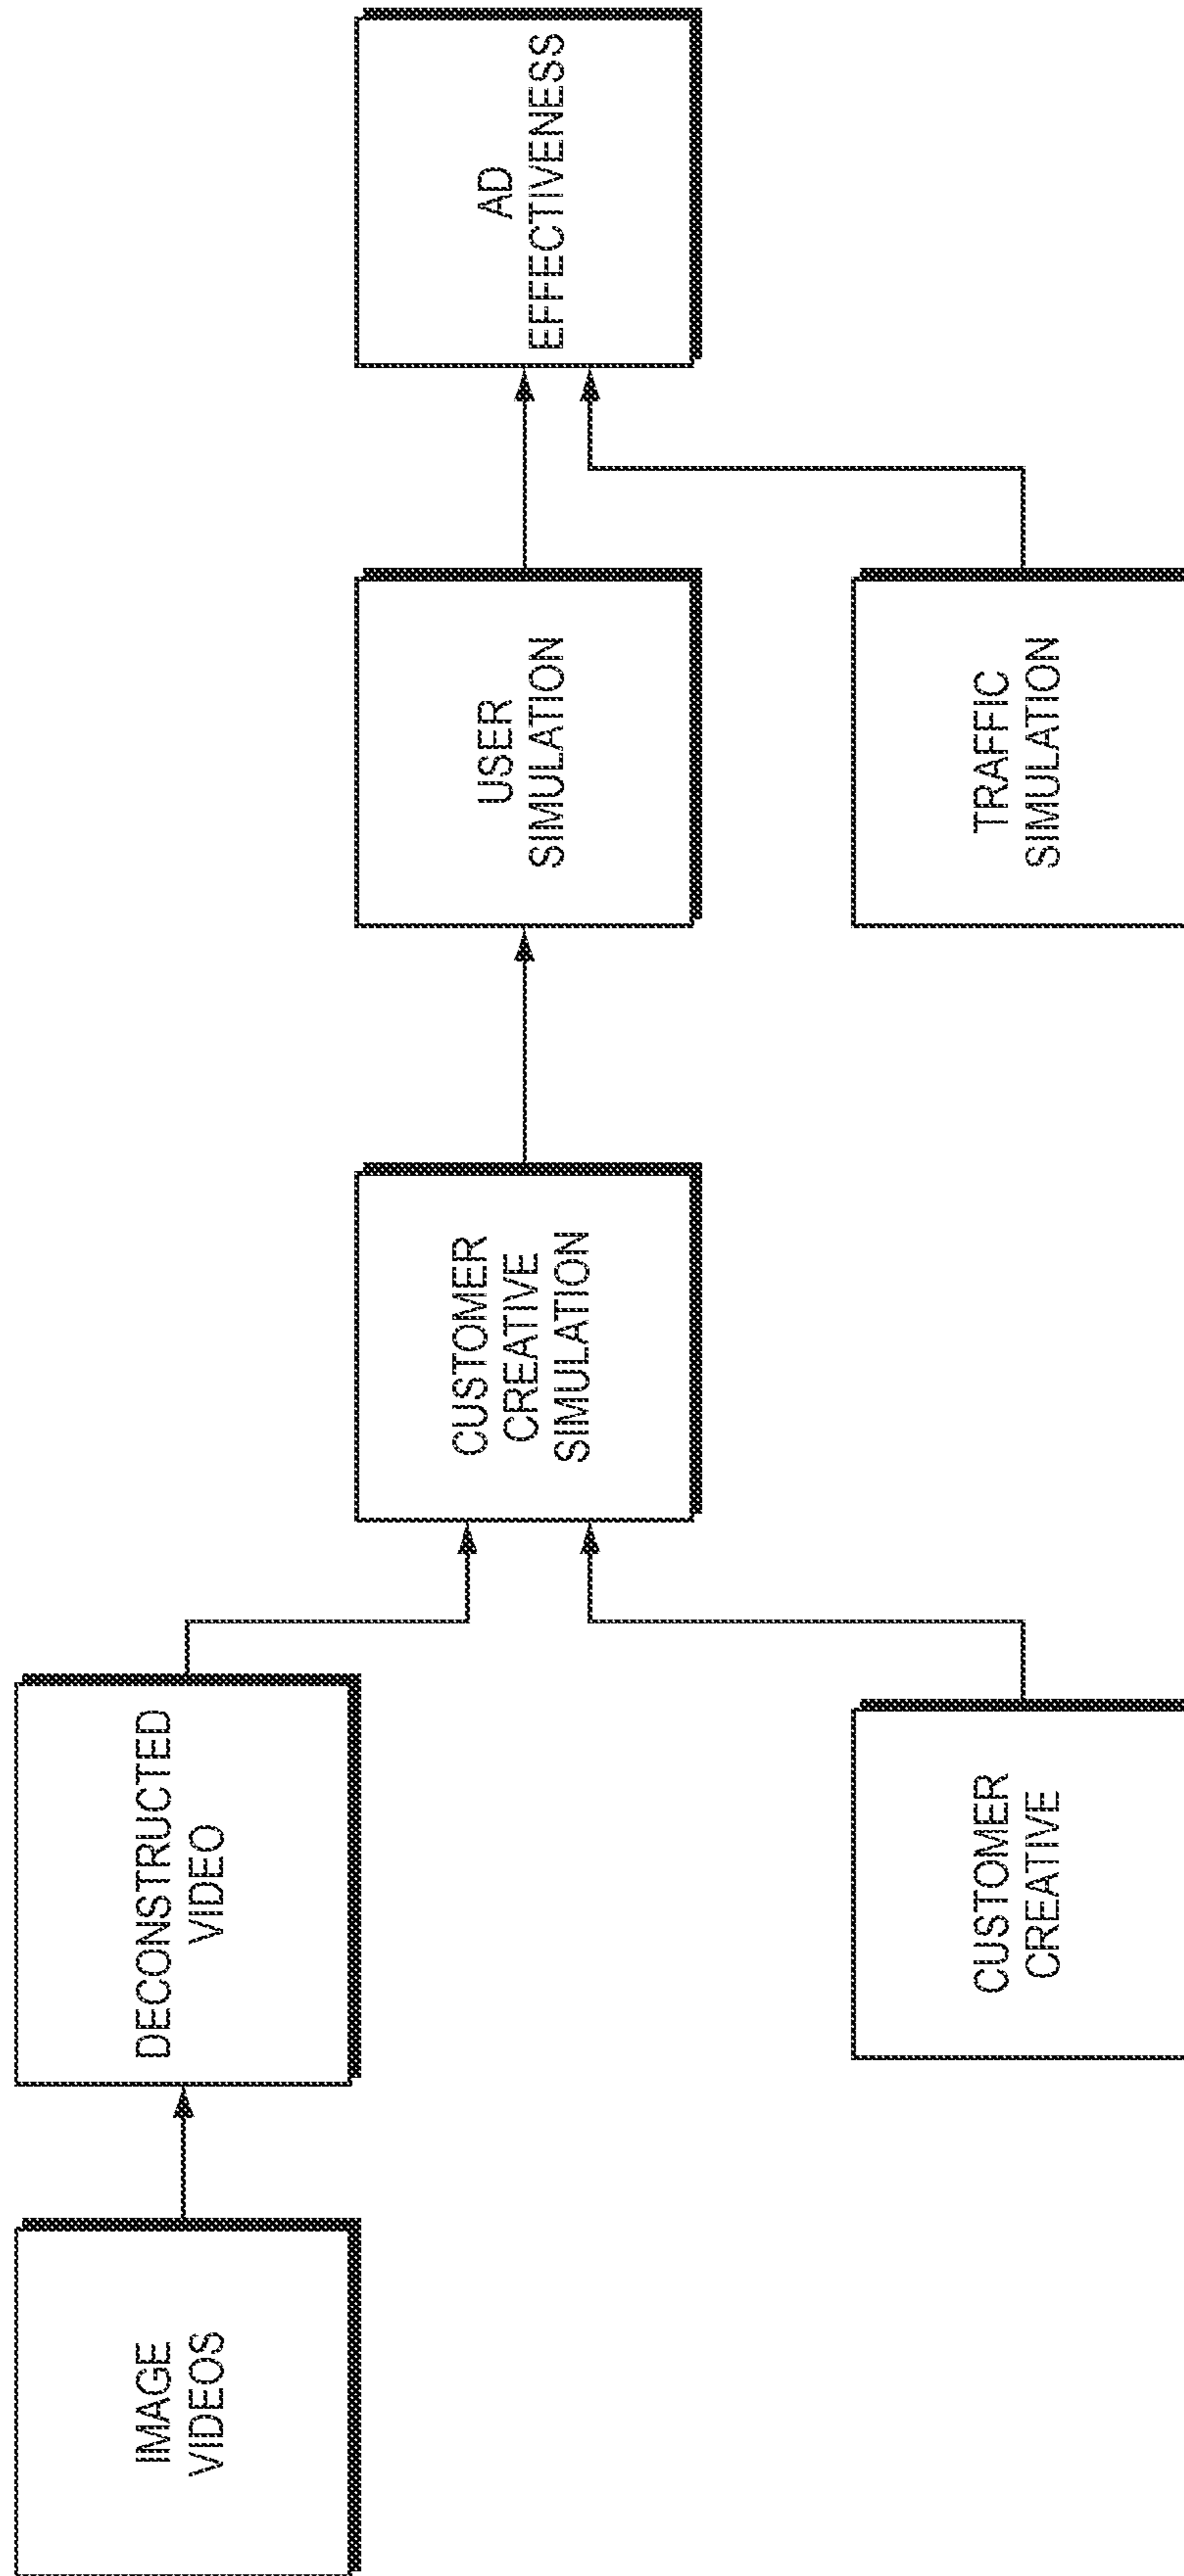 IMAGE
VIDEOS
DECONSTRUCTED
VIDEO
CUSTOMER
CREATIVE
CUSTOMER
CREATIVE
SIMULATION
USER
SIMULATION
TRAFFIC
SIMULATION
AD
EFFECTIVENESS